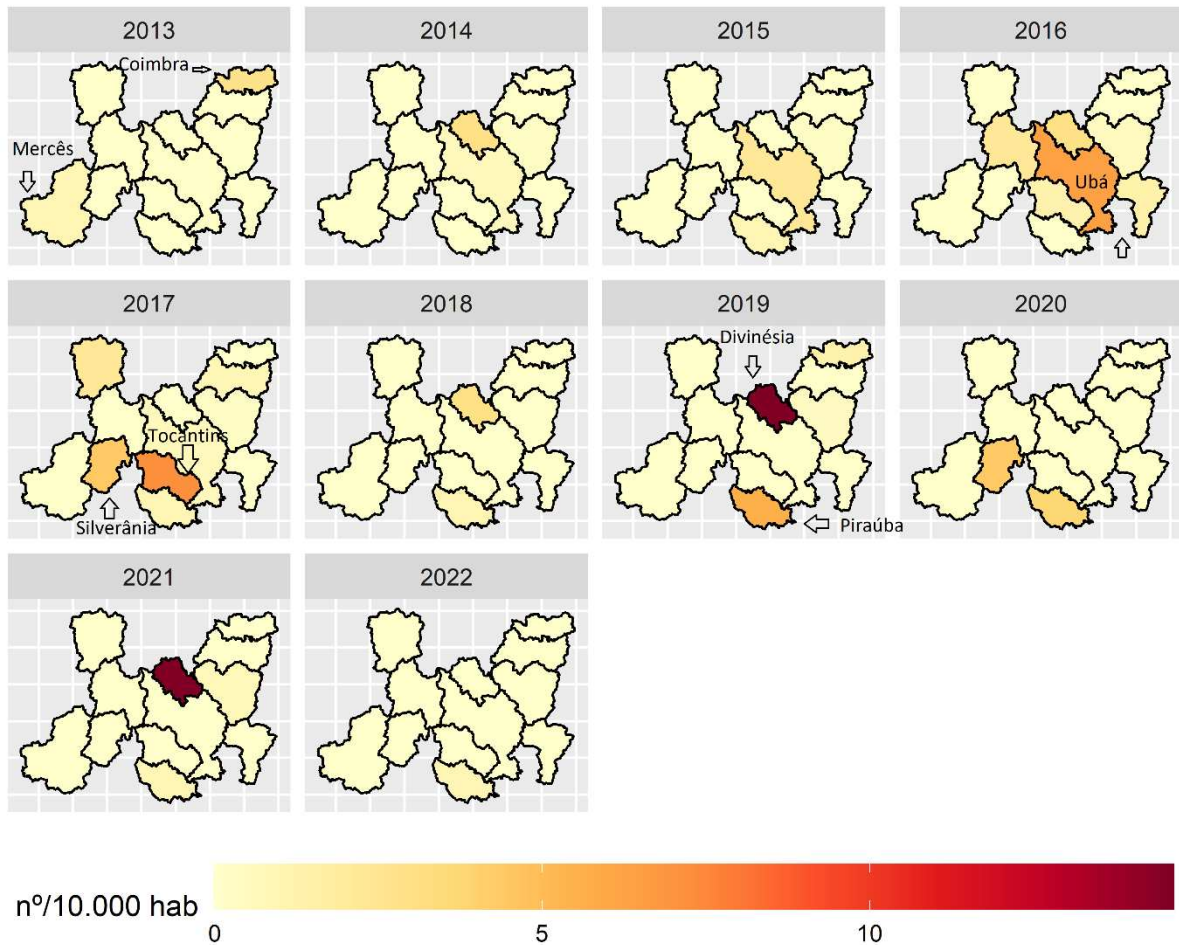 2013
2014
2015
2016
Coimbra
Mercês
Ubá
2017
2018
2019
2020
Divinésia
Tocantins
Silverânia
Piraúba
2021
2022
nº/10.000 hab
0
5
10